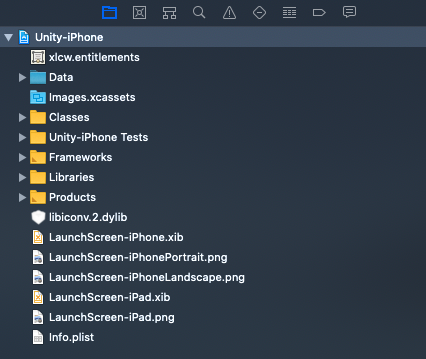 Unity-iPhone
xlcw.entitlements
Data
Images.xcassets
Classes
Unity-iPhone Tests
Frameworks
Libraries
Products
libiconv.2.dylib
LaunchScreen-iPhone.xib
LaunchScreen-iPhonePortrait.png
LaunchScreen-iPhoneLandscape.png
LaunchScreen-iPad.xib
LaunchScreen-iPad.png
Info.plist